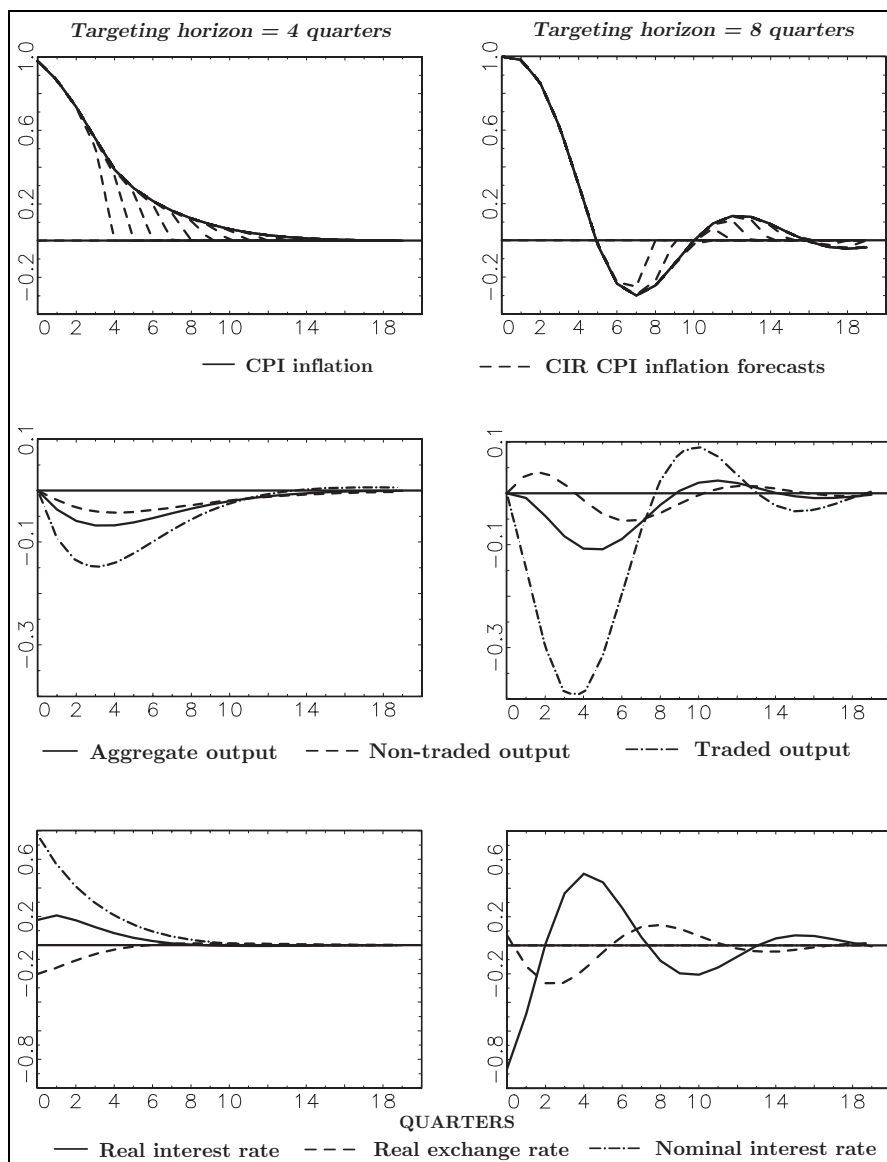 Targeting horizon = 4 quarters
Targeting horizon = 8 quarters
1.0
0.6
0.2
−0.2
0 2 4 6 8 10 14 18
1.0
0.6
0.2
−0.2
0 2 4 6 8 10 14 18
CPI inflation
CIR CPI inflation forecasts
0.1
−0.1
−0.3
0 2 4 6 8 10 14 18
0.1
−0.1
−0.3
0 2 4 6 8 10 14 18
Aggregate output
Non-traded output
Traded output
0.6
0.2
−0.2
−0.8
0 2 4 6 8 10 14 18
0.6
0.2
−0.2
−0.8
0 2 4 6 8 10 14 18
QUARTERS
Real interest rate
Real exchange rate
Nominal interest rate